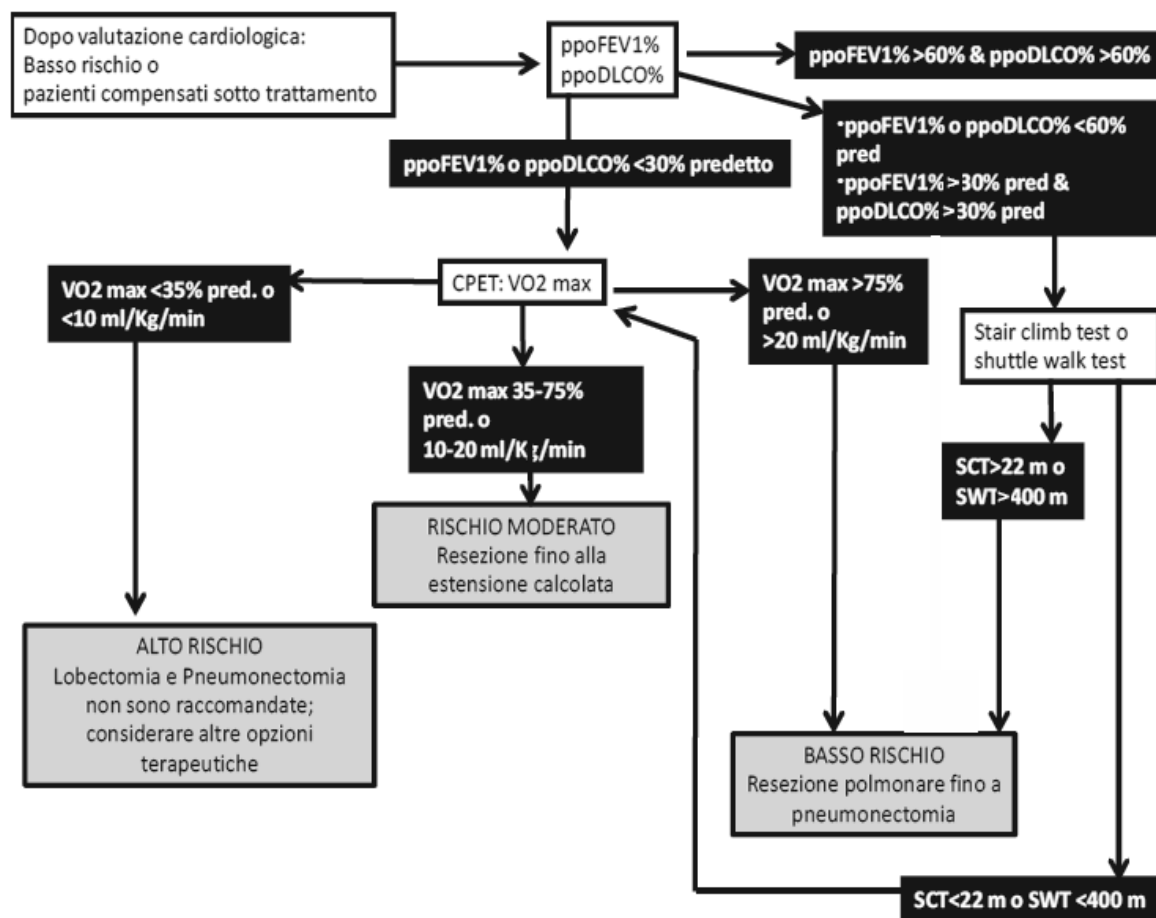 Dopo valutazione cardiologica:
Basso rischio o
pazienti compensati sotto trattamento
ppoFEV1%
ppoDLCO%
ppoFEV1% >60% & ppoDLCO% >60%
•ppoFEV1% o ppoDLCO% <60%
pred
•ppoFEV1% >30% pred &
ppoDLCO% >30% pred
ppoFEV1% o ppoDLCO% <30% predetto
CPET: VO2 max
VO2 max <35% pred. o
<10 ml/Kg/min
VO2 max >75%
pred. o
>20 ml/Kg/min
Stair climb test o
shuttle walk test
VO2 max 35-75%
pred. o
10-20 ml/Kg/min
SCT>22 m o
SWT>400 m
RISCHIO MODERATO
Resezione fino alla
estensione calcolata
ALTO RISCHIO
Lobectomia e Pneumonectomia
non sono raccomandate;
considerare altre opzioni
terapeutiche
BASSO RISCHIO
Resezione polmonare fino a
pneumonectomia
SCT<22 m o SWT <400 m